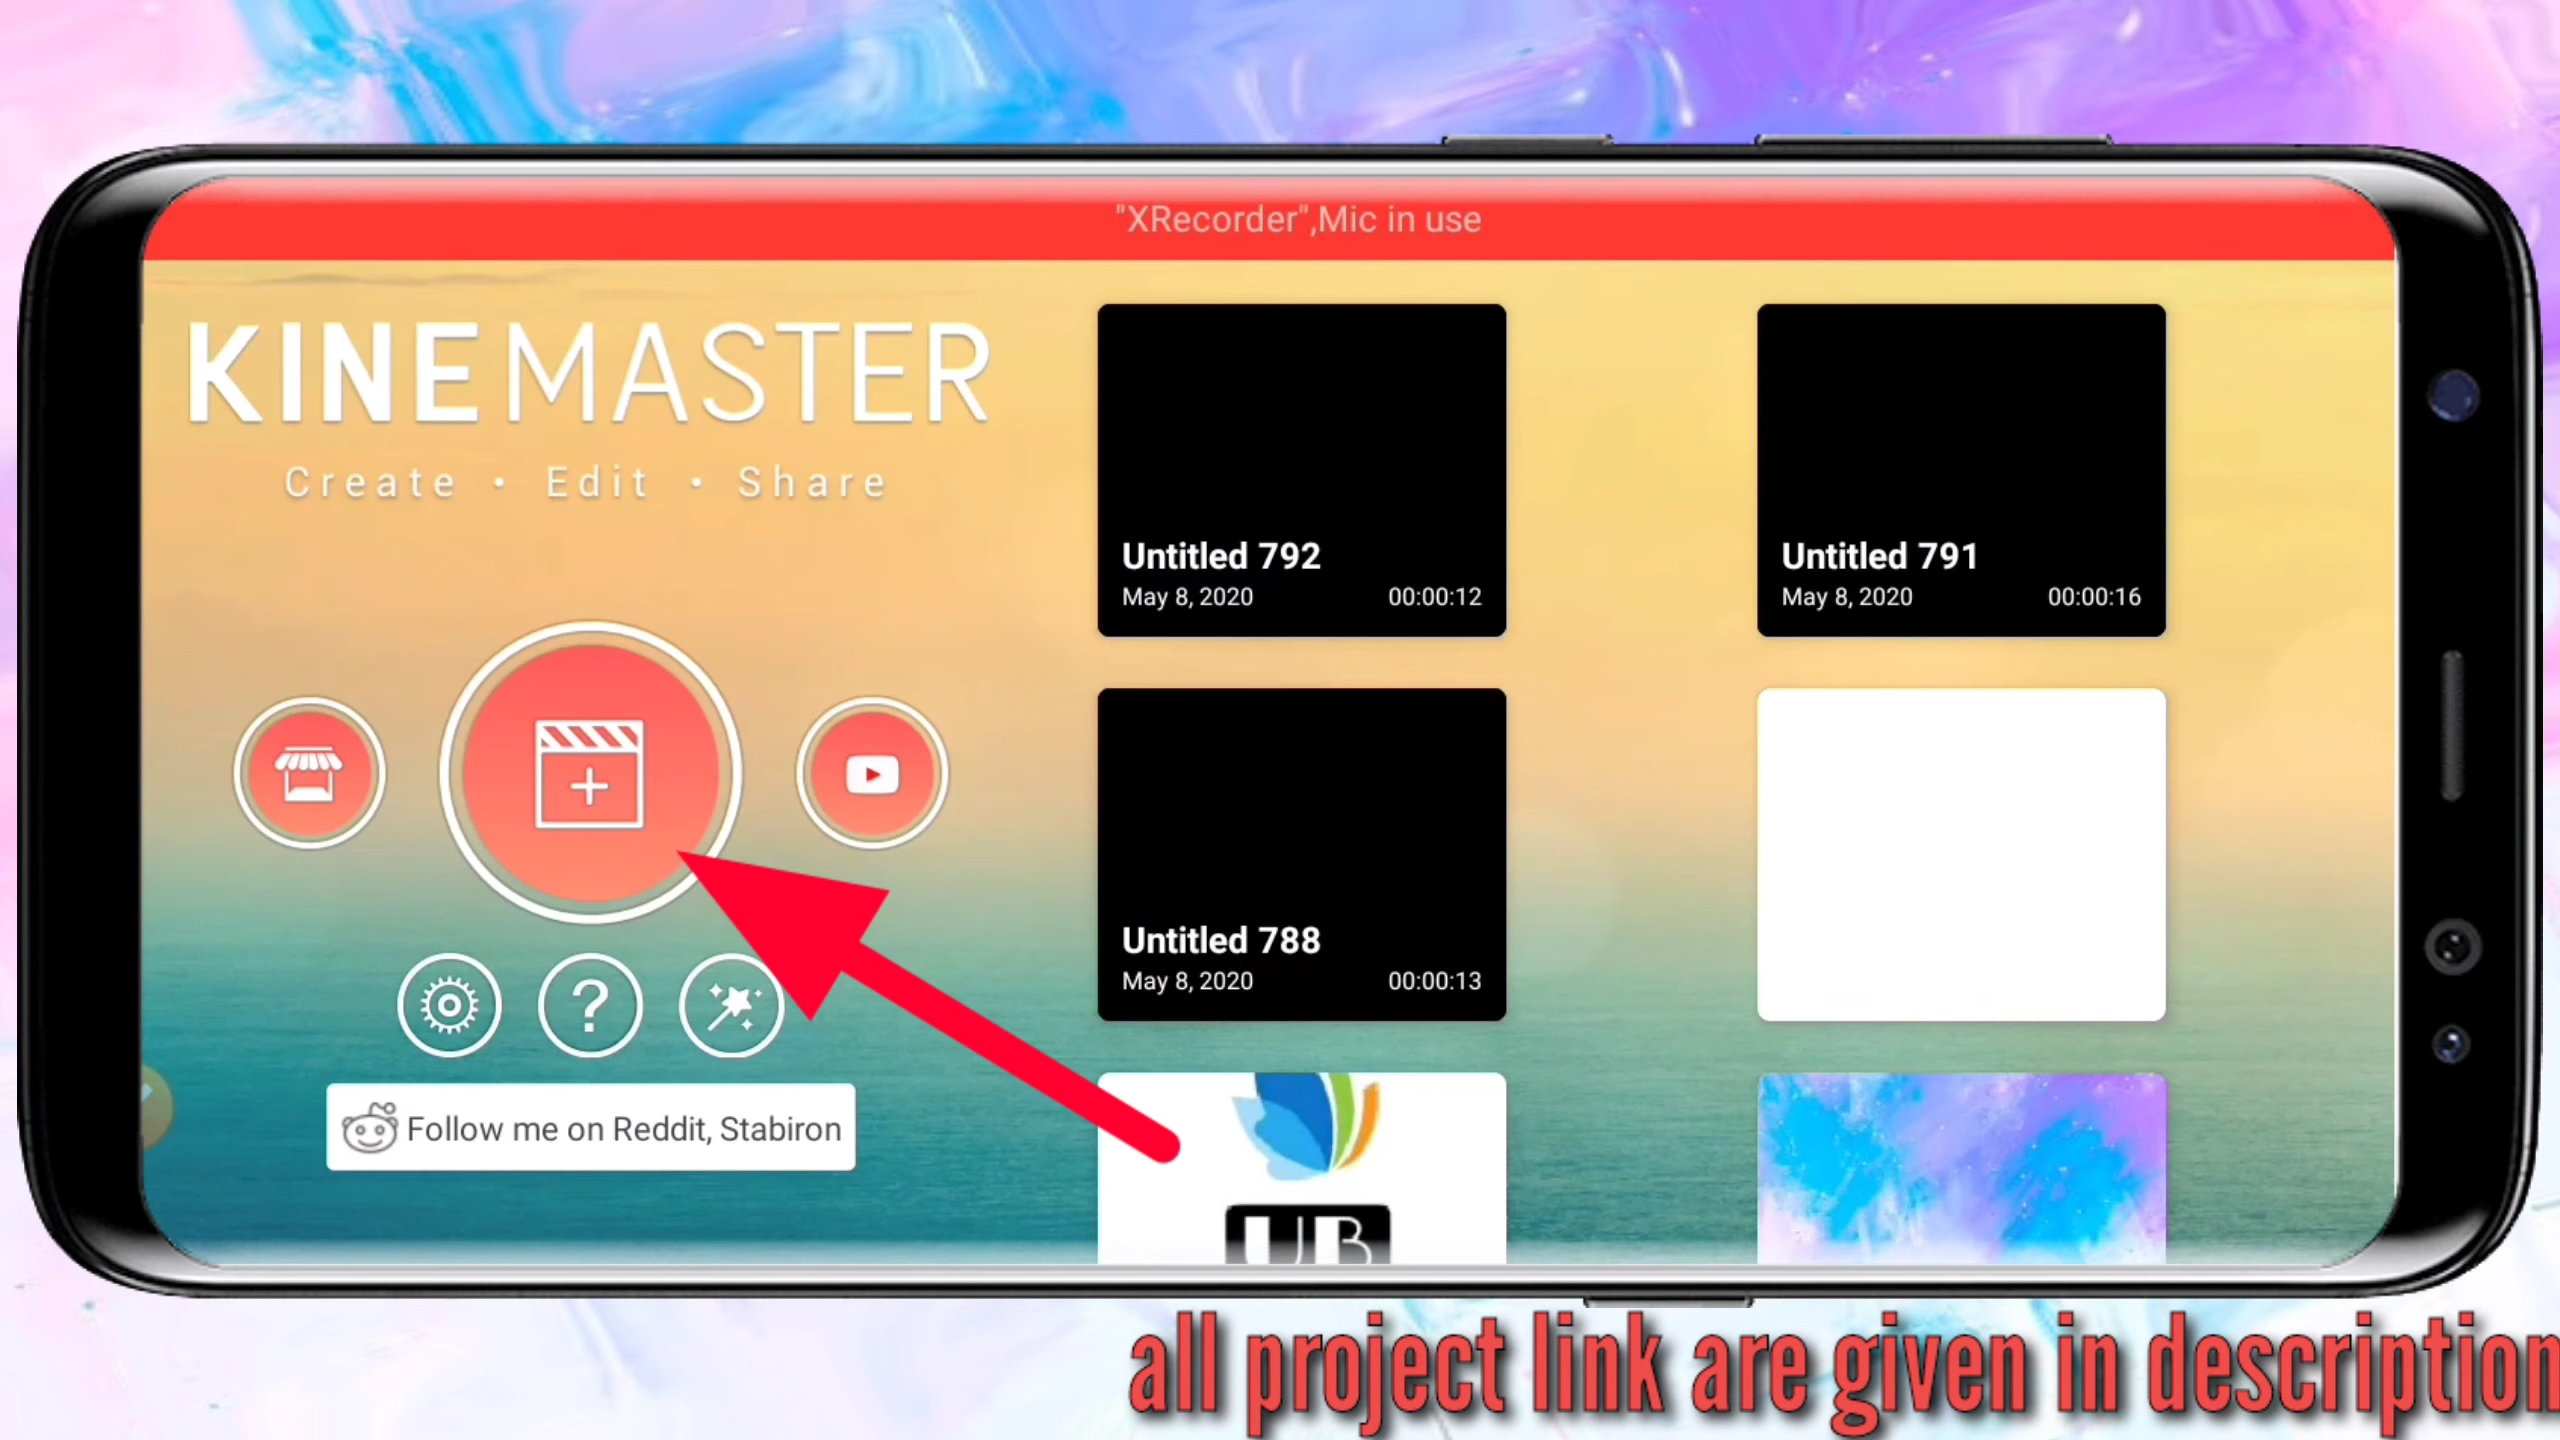 "XRecorder",Mic in use
KINEMASTER
Create • Edit • Share
Untitled 792
May 8, 2020 00:00:12
Untitled 791
May 8, 2020 00:00:16
Untitled 788
May 8, 2020 00:00:13
Follow me on Reddit, Stabiron
UB
all project link are given in description